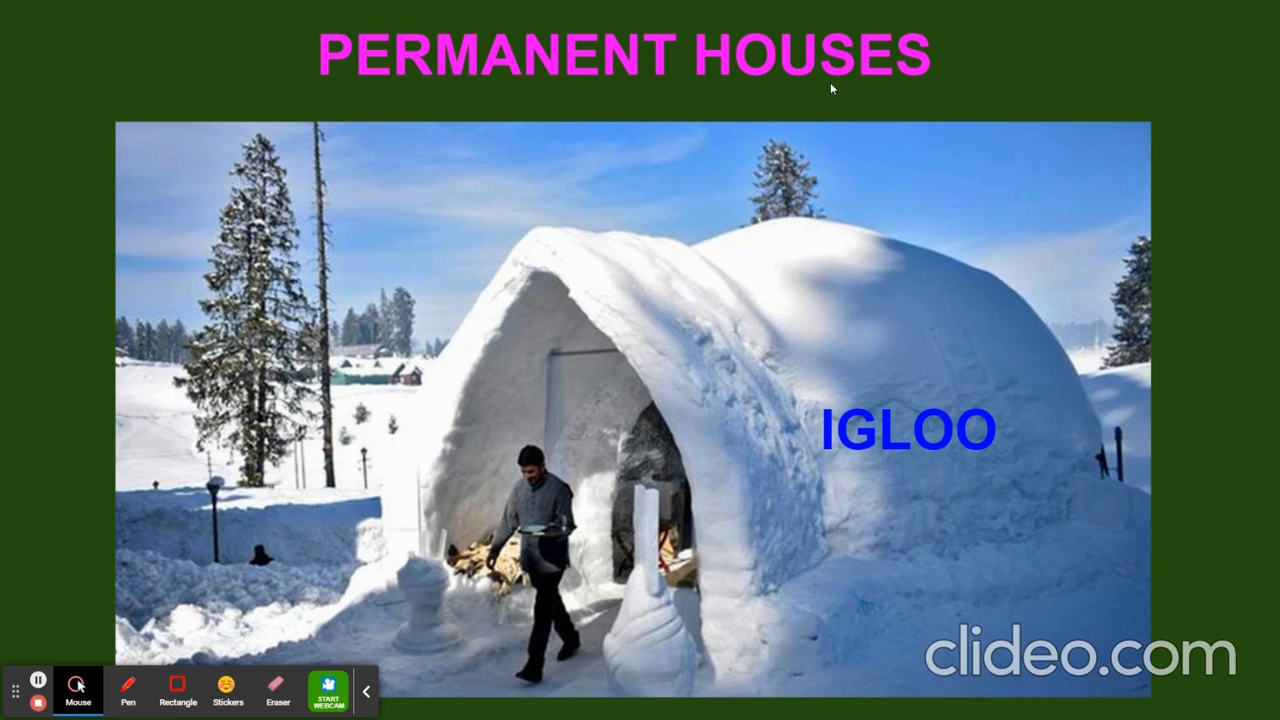 PERMANENT HOUSES
IGLOO
clideo.com
Mouse
Pen
Rectangle
Stickers
Eraser
START
WEBCAM